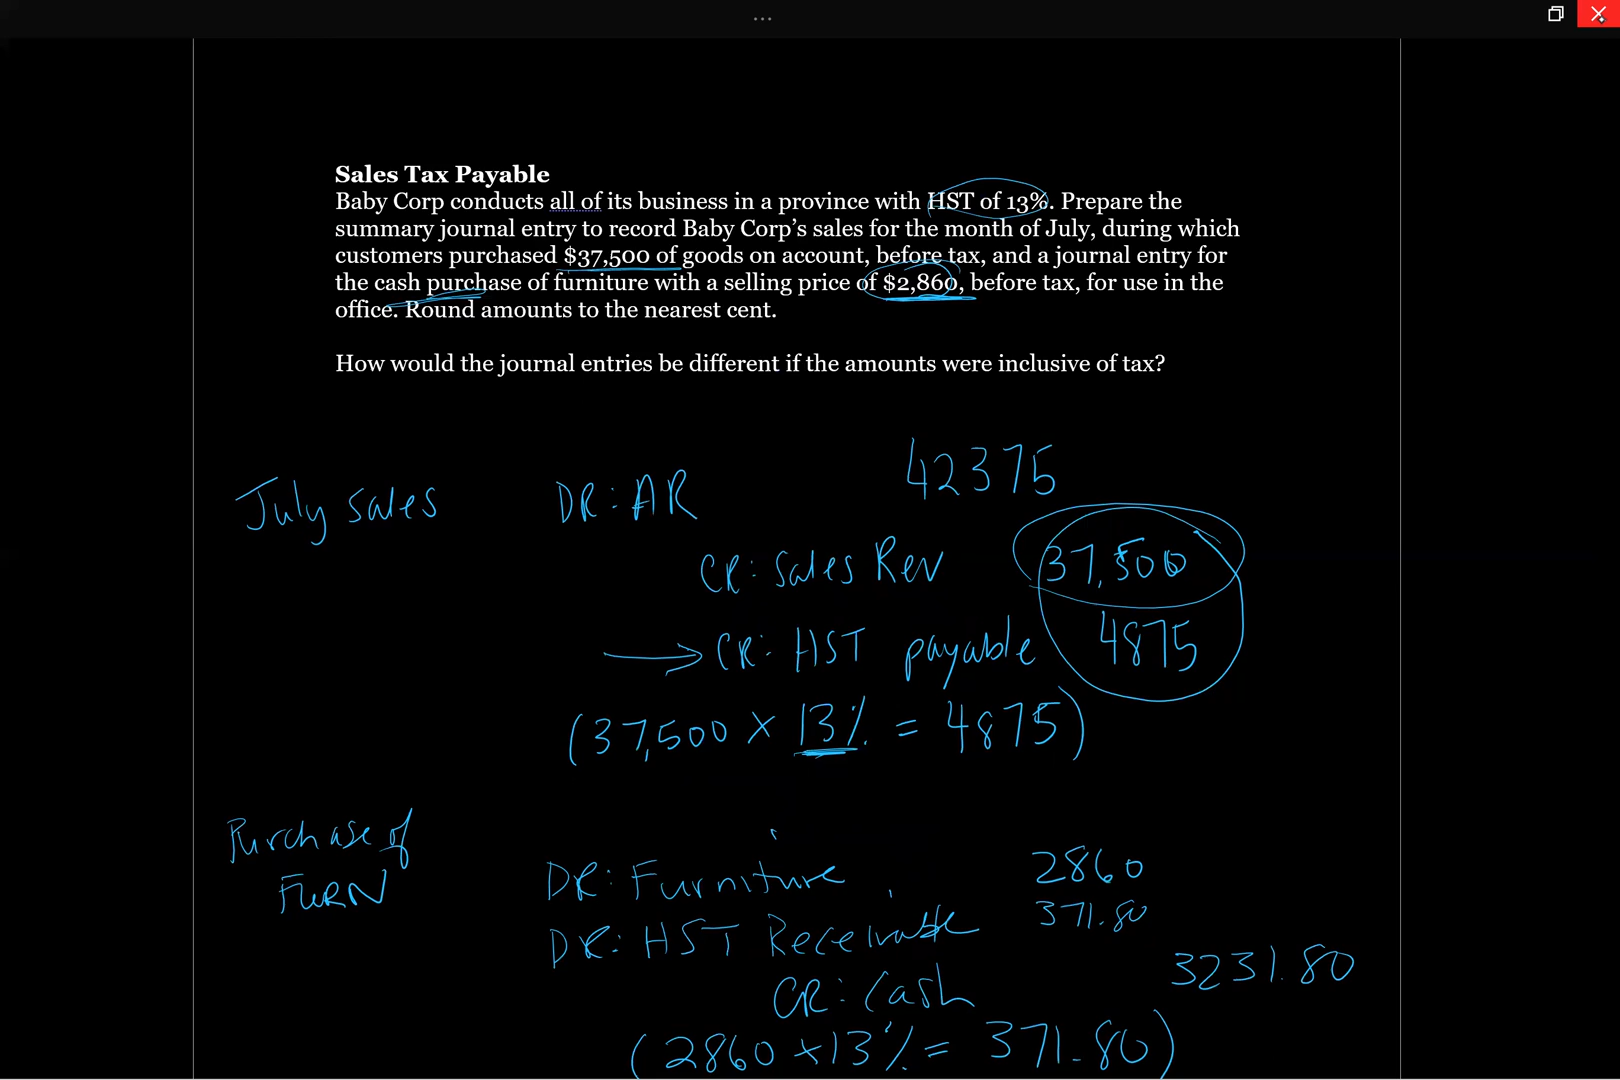 Sales Tax Payable
Baby Corp conducts all of its business in a province with HST of 13%. Prepare the
summary journal entry to record Baby Corp’s sales for the month of July, during which
customers purchased $37,500 of goods on account, before tax, and a journal entry for
the cash purchase of furniture with a selling price of $2,860, before tax, for use in the
office. Round amounts to the nearest cent.
How would the journal entries be different if the amounts were inclusive of tax?
July Sales DR: AR 42375
CR: Sales Rev 37,500
CR: HST payable 4875
(37,500 x 13% = 4875)
Purchase of
FURN
DR: Furniture 2860
DR: HST Receivable 371.80
CR: Cash 3231.80
(2860 x 13% = 371.80)